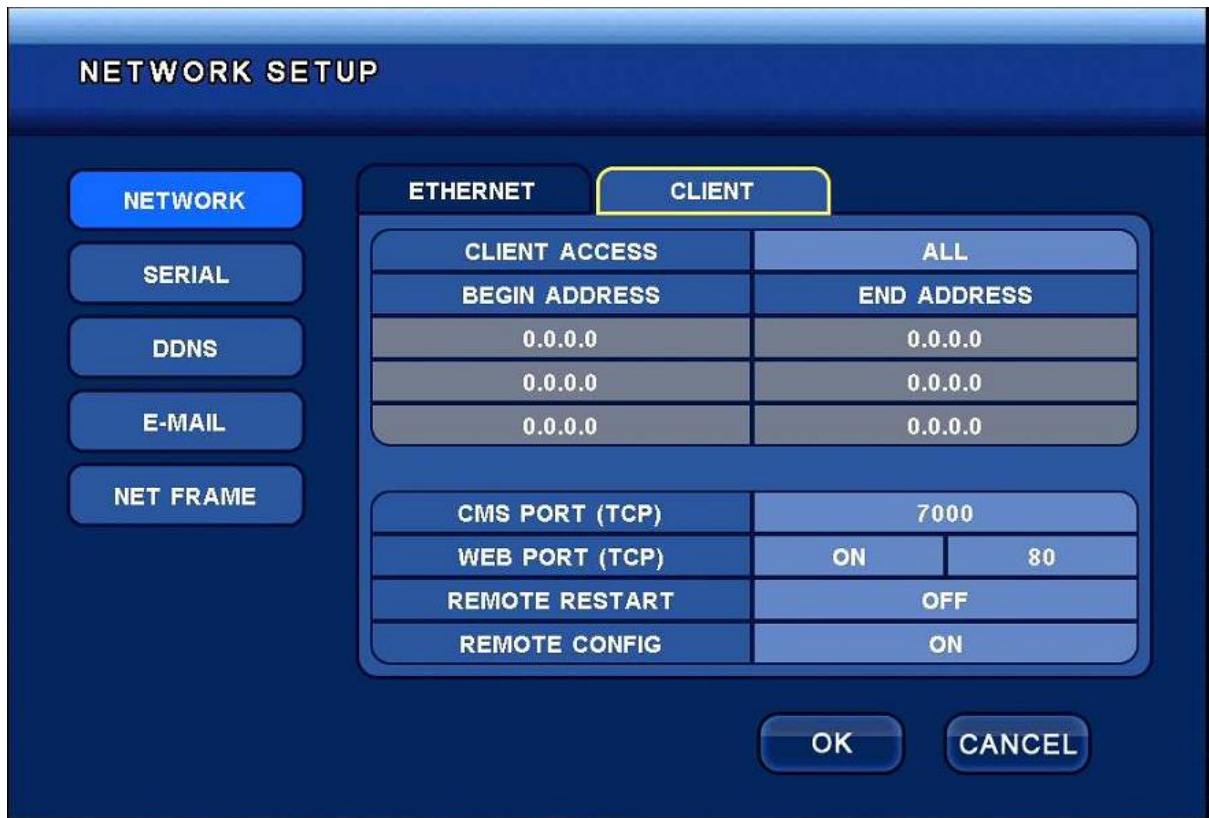 NETWORK SETUP
NETWORK
SERIAL
DDNS
E-MAIL
NET FRAME
ETHERNET CLIENT
CLIENT ACCESS ALL
BEGIN ADDRESS END ADDRESS
0.0.0.0 0.0.0.0
0.0.0.0 0.0.0.0
0.0.0.0 0.0.0.0
CMS PORT (TCP) 7000
WEB PORT (TCP) ON 80
REMOTE RESTART OFF
REMOTE CONFIG ON
OK CANCEL